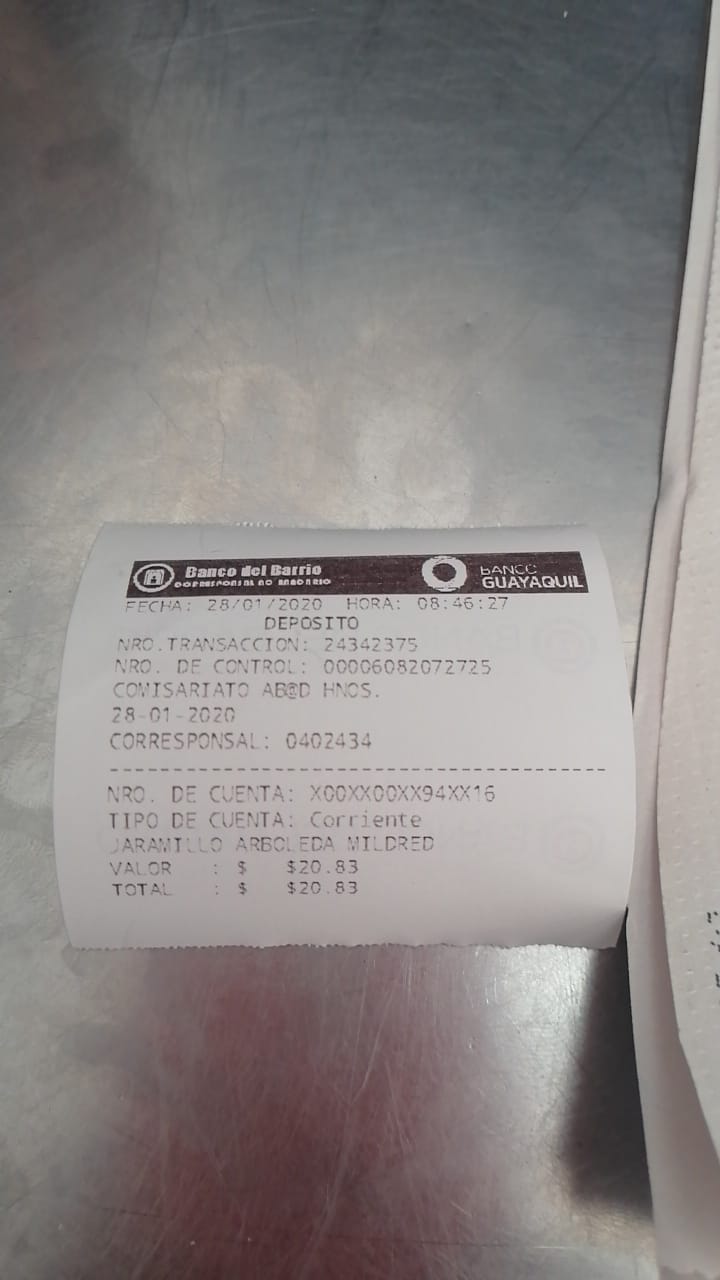 Banco del Barrio
CORRESPONSAL NO BANCARIO
BANCO
GUAYAQUIL
FECHA: 28/01/2020 HORA: 08:46:27
DEPOSITO
NRO.TRANSACCION: 24342375
NRO. DE CONTROL: 00006082072725
COMISARIATO AB@D HNOS.
28-01-2020
CORRESPONSAL: 0402434
NRO. DE CUENTA: X00XX00XX94XX16
TIPO DE CUENTA: Corriente
JARAMILLO ARBOLEDA MILDRED
VALOR : $ $20.83
TOTAL : $ $20.83